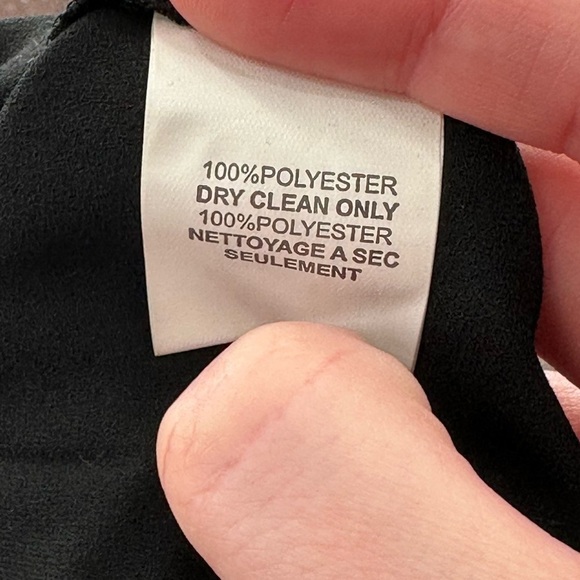 100%POLYESTER
DRY CLEAN ONLY
100%POLYESTER
NETTOYAGE A SEC
SEULEMENT